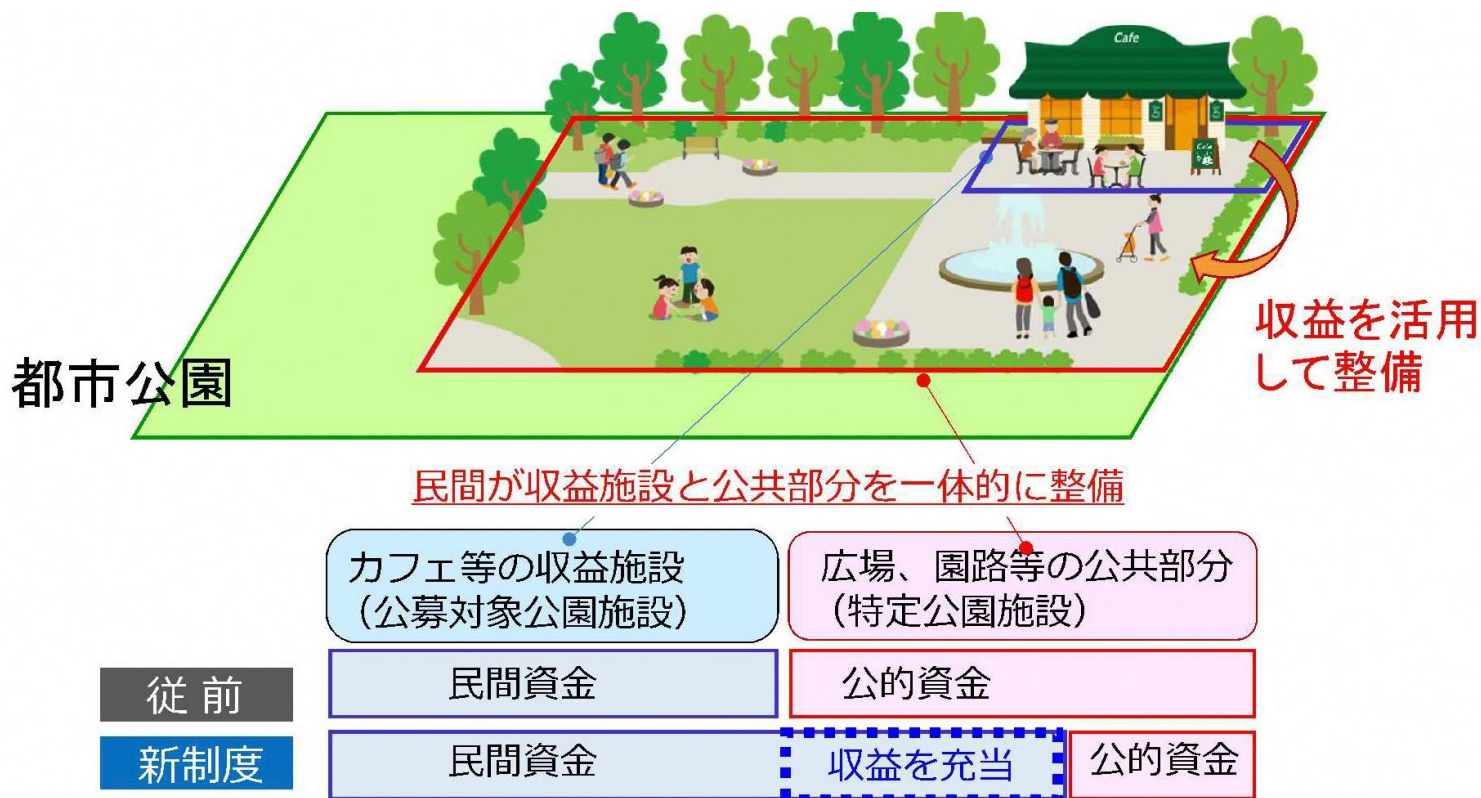 Cafe
Cafe
収益を活用
して整備
都市公園
民間が収益施設と公共部分を一体的に整備
カフェ等の収益施設
(公募対象公園施設)
広場、園路等の公共部分
(特定公園施設)
従前
民間資金
公的資金
新制度
民間資金
収益を充当
公的資金